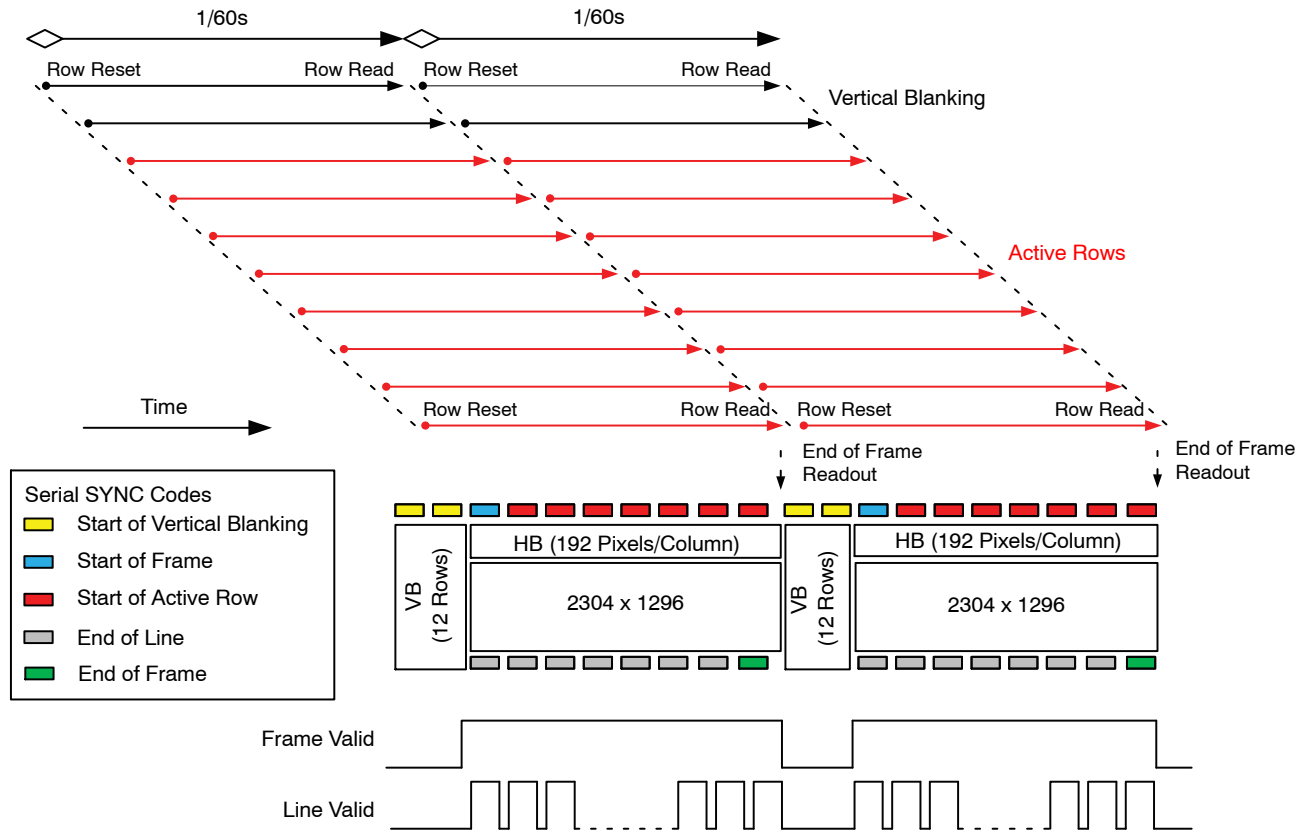 1/60s
1/60s
Row Reset
Row Read
Row Reset
Row Read
Vertical Blanking
Active Rows
Time
Row Reset
Row Read
Row Reset
Row Read
End of Frame
Readout
End of Frame
Readout
Serial SYNC Codes
Start of Vertical Blanking
Start of Frame
Start of Active Row
End of Line
End of Frame
VB
(12 Rows)
HB (192 Pixels/Column)
2304 x 1296
VB
(12 Rows)
HB (192 Pixels/Column)
2304 x 1296
Frame Valid
Line Valid